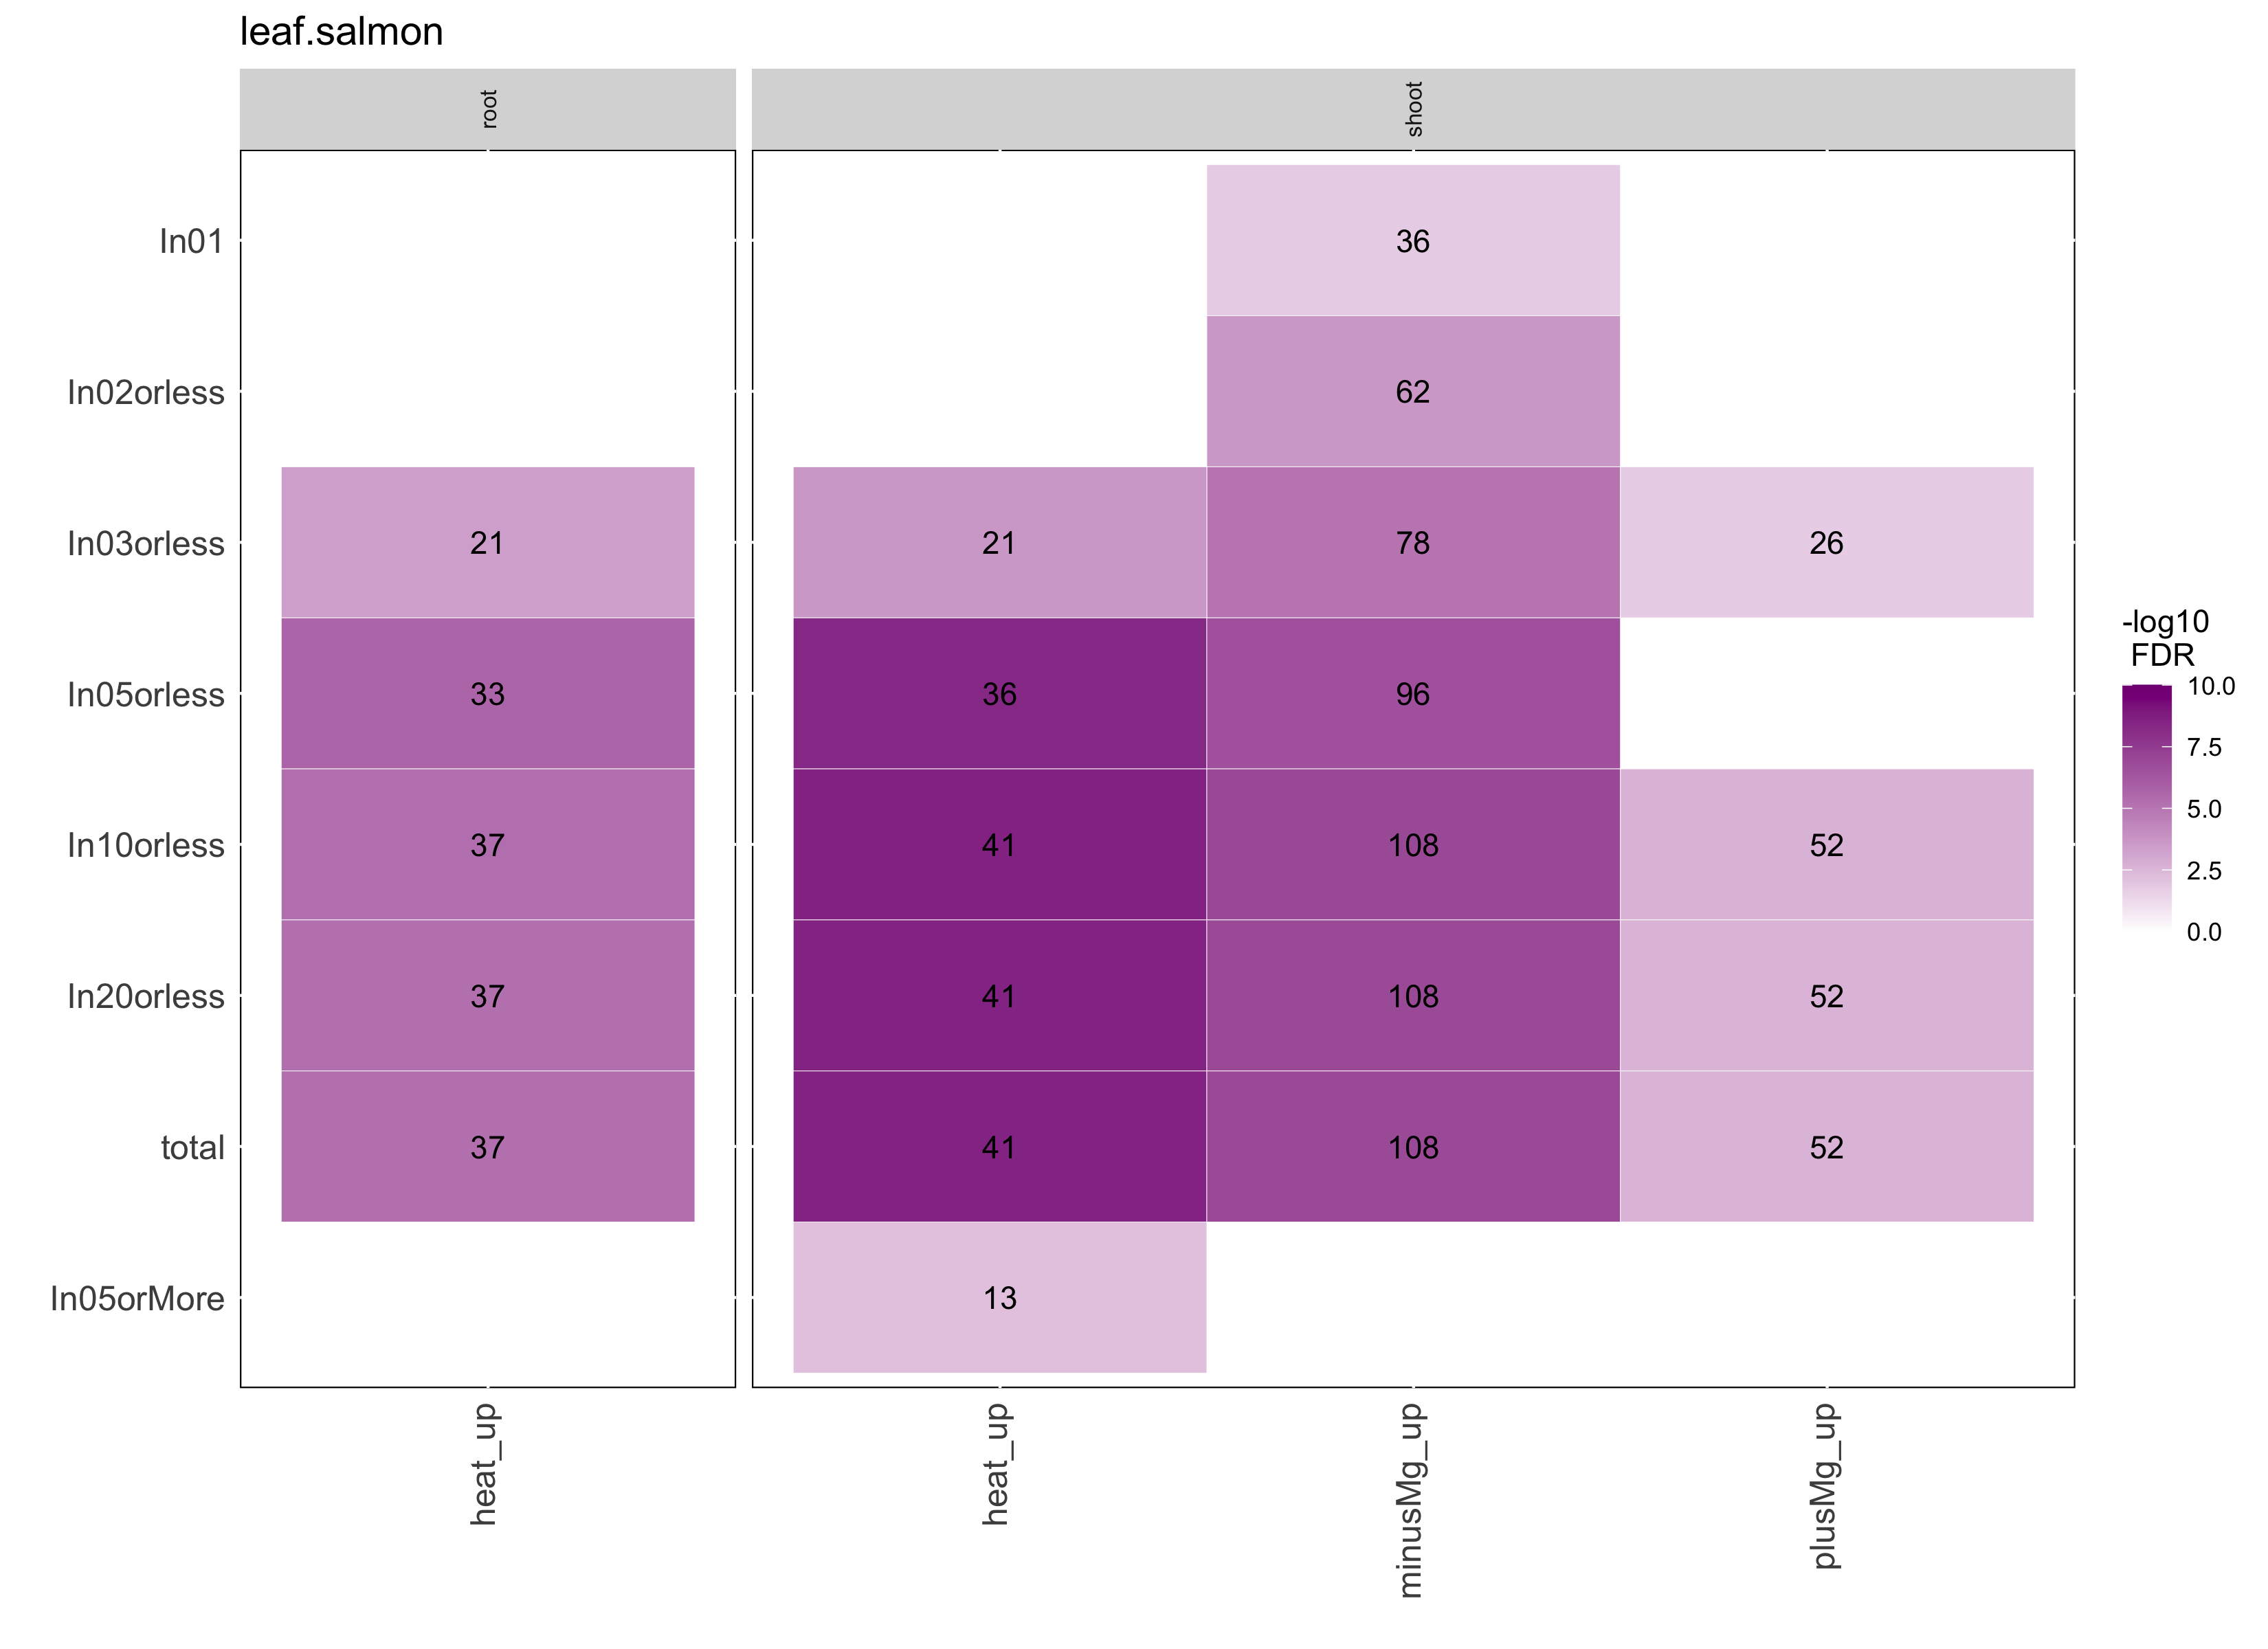 leaf.salmon
root
shoot
In01
36
In02orless
62
In03orless
21
21
78
26
In05orless
33
36
96
In10orless
37
41
108
52
In20orless
37
41
108
52
total
37
41
108
52
In05orMore
13
heat_up
heat_up
minusMg_up
plusMg_up
-log10
FDR
10.0
7.5
5.0
2.5
0.0